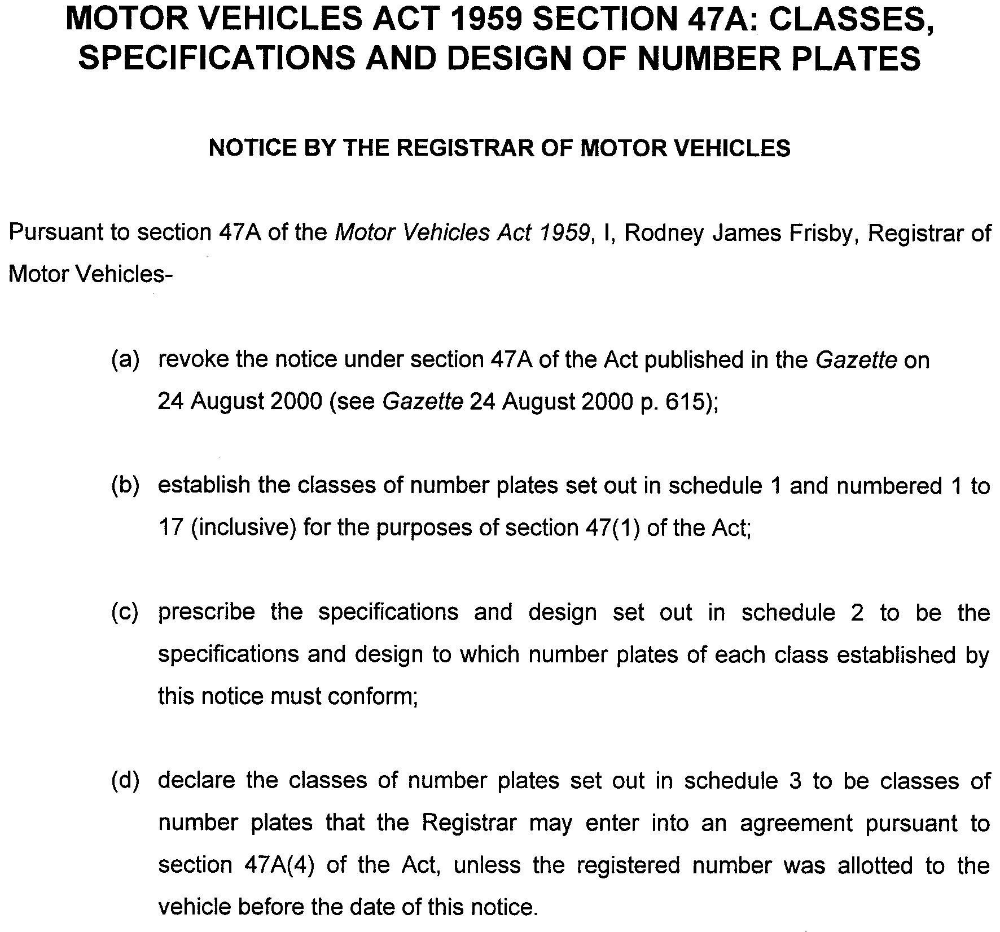 MOTOR VEHICLES ACT 1959 SECTION 47A: CLASSES,
SPECIFICATIONS AND DESIGN OF NUMBER PLATES
NOTICE BY THE REGISTRAR OF MOTOR VEHICLES
Pursuant to section 47A of the Motor Vehicles Act 1959, I, Rodney James Frisby, Registrar of
Motor Vehicles-
(a) revoke the notice under section 47A of the Act published in the Gazette on
24 August 2000 (see Gazette 24 August 2000 p. 615);
(b) establish the classes of number plates set out in schedule 1 and numbered 1 to
17 (inclusive) for the purposes of section 47(1) of the Act;
(c) prescribe the specifications and design set out in schedule 2 to be the
specifications and design to which number plates of each class established by
this notice must conform;
(d) declare the classes of number plates set out in schedule 3 to be classes of
number plates that the Registrar may enter into an agreement pursuant to
section 47A(4) of the Act, unless the registered number was allotted to the
vehicle before the date of this notice.